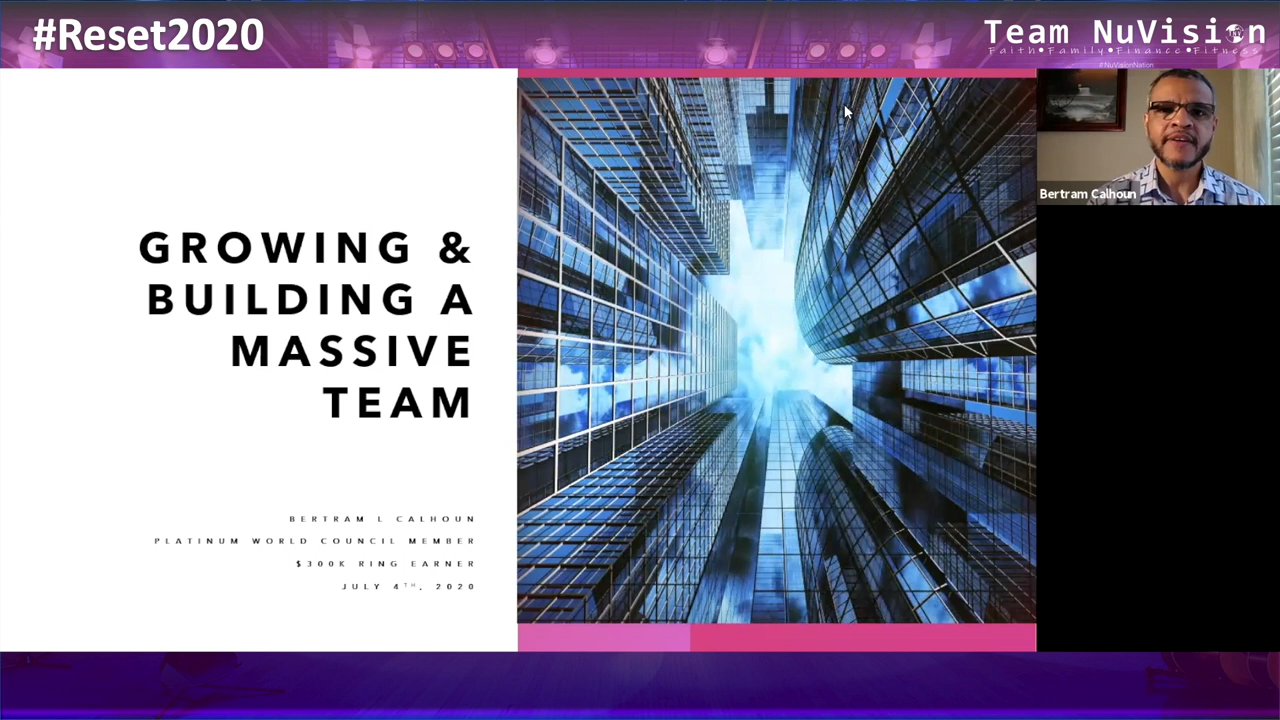 #Reset2020
Team NuVision
Faith•Family•Finance•Fitness
#NuVisionNation
Bertram Calhoun
GROWING &
BUILDING A
MASSIVE
TEAM
BERTRAM L CALHOUN
PLATINUM WORLD COUNCIL MEMBER
$300K RING EARNER
JULY 4TH, 2020